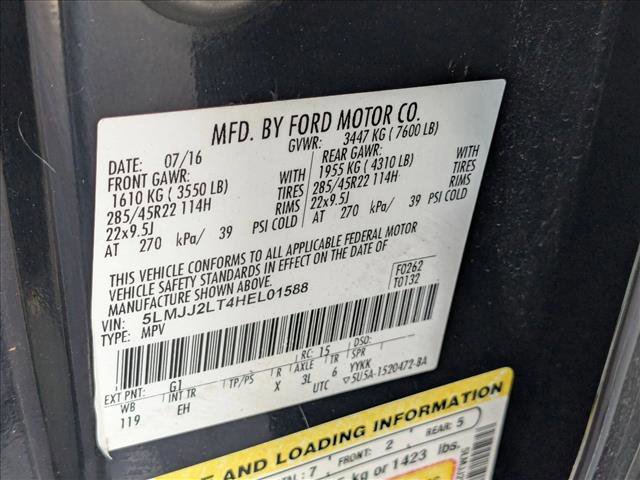 MFD. BY FORD MOTOR CO.
DATE: 07/16 GVWR: 3447 KG (7600 LB)
FRONT GAWR: REAR GAWR:
1610 KG (3550 LB) WITH 1955 KG (4310 LB) WITH
285/45R22 114H TIRES 285/45R22 114H TIRES
22x9.5J RIMS 22x9.5J RIMS
AT 270 kPa/ 39 PSI COLD AT 270 kPa/ 39 PSI COLD
THIS VEHICLE CONFORMS TO ALL APPLICABLE FEDERAL MOTOR
VEHICLE SAFETY STANDARDS IN EFFECT ON THE DATE OF
MANUFACTURE SHOWN ABOVE.
F0262
T0132
VIN: 5LMJJ2LT4HEL01588
TYPE: MPV
EXT PNT: G1 RC: 15 DSO:
WB INT TR TP/PS R AXLE TR SPR
119 EH X 3L 6 YYKK
UTC 5U5A-1520472-BA
AND LOADING INFORMATION
7 FRONT: 2 REAR: 5
kg or 1423 lbs.